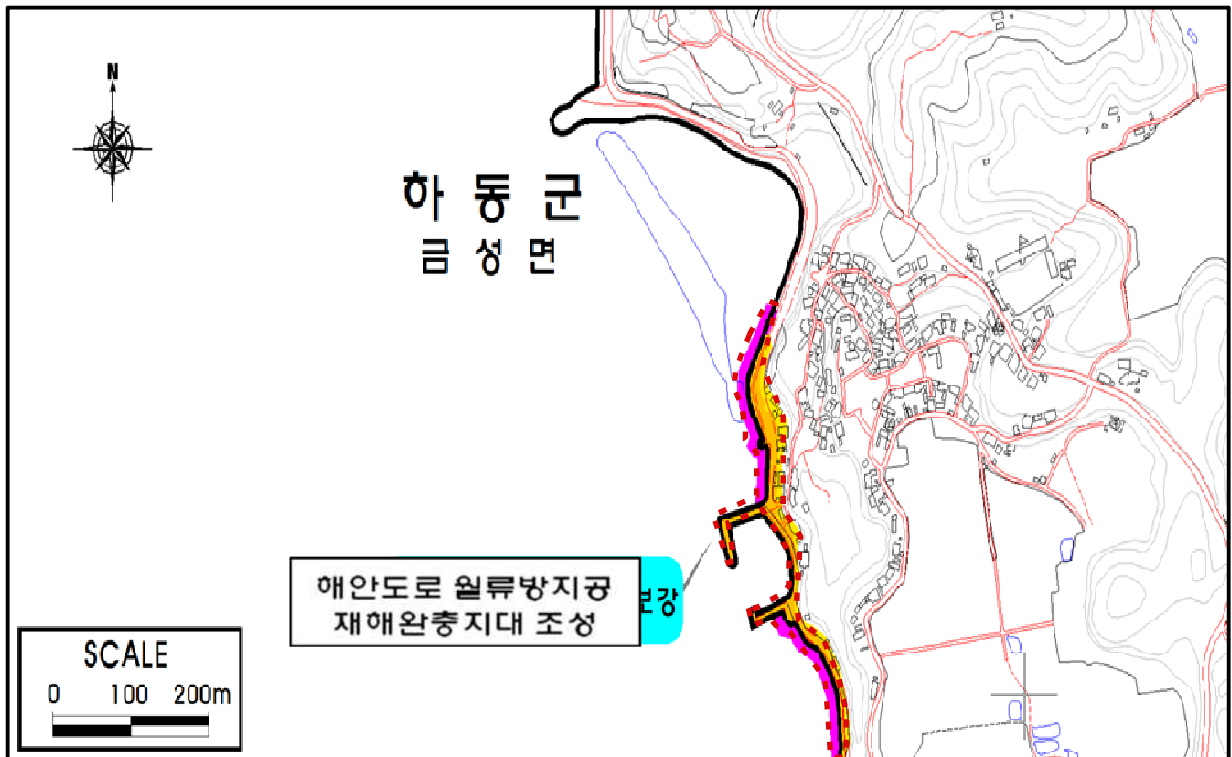 N
하 동 군
금 성 면
해안도로 월류방지공
재해완충지대 조성
보강
SCALE
0 100 200m